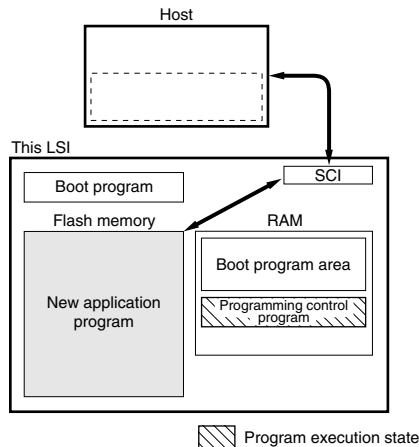 Host
This LSI
SCI
Boot program
Flash memory
RAM
Boot program area
New application
program
Programming control
program
Program execution state